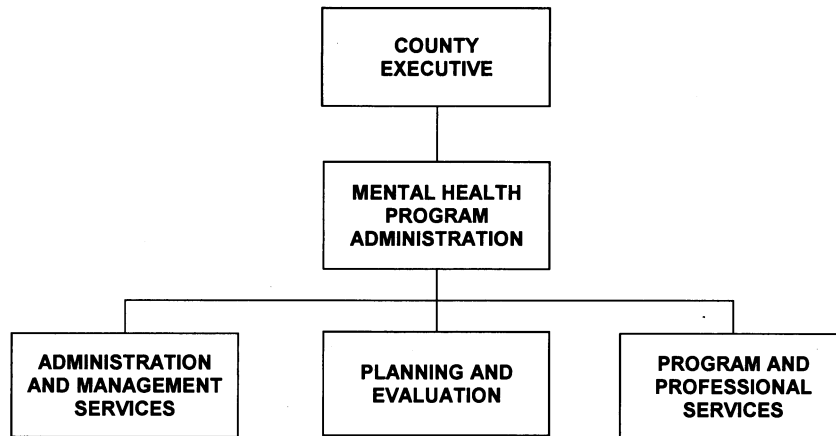 COUNTY
EXECUTIVE
MENTAL HEALTH
PROGRAM
ADMINISTRATION
ADMINISTRATION
AND MANAGEMENT
SERVICES
PLANNING AND
EVALUATION
PROGRAM AND
PROFESSIONAL
SERVICES